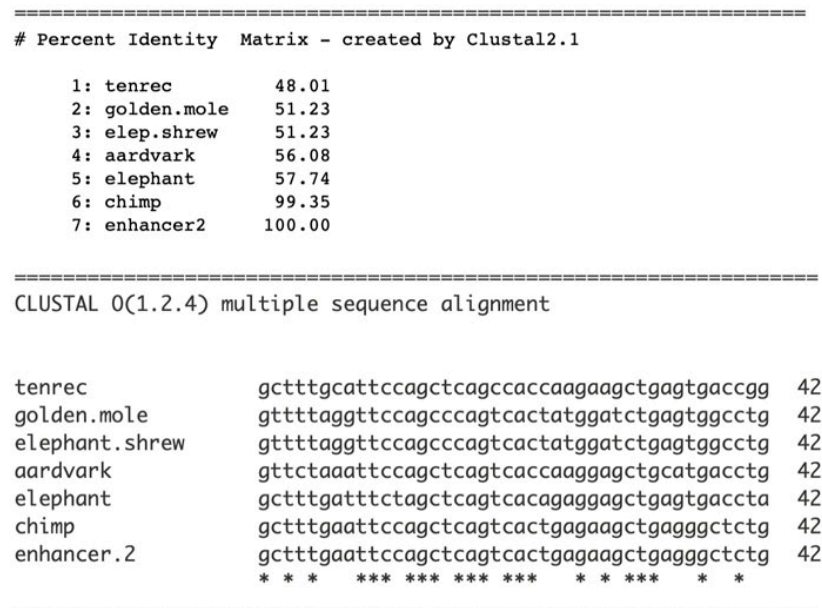 ======================================================================
# Percent Identity  Matrix - created by Clustal2.1
     1: tenrec         48.01
     2: golden.mole    51.23
     3: elep.shrew     51.23
     4: aardvark       56.08
     5: elephant       57.74
     6: chimp          99.35
     7: enhancer2     100.00
======================================================================
CLUSTAL O(1.2.4) multiple sequence alignment
tenrec              gctttgcattccagctcagccaccaagaagctgagtgaccgg  42
golden.mole         gttttaggttccagcccagtcactatggatctgagtggcctg  42
elephant.shrew      gttttaggttccagcccagtcactatggatctgagtggcctg  42
aardvark            gttctaaattccagctcagtcaccaaggagctgcatgacctg  42
elephant            gctttgatttctagctcagtcacagaggagctgagtgaccta  42
chimp               gctttgaattccagctcagtcactgagaagctgagggctctg  42
enhancer.2          gctttgaattccagctcagtcactgagaagctgagggctctg  42
                    * * *   *** *** *** ***   * * ***   *  *